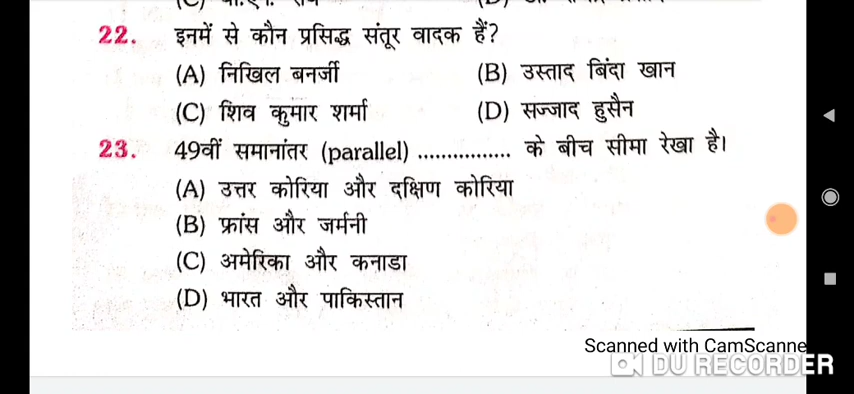 22. इनमें से कौन प्रसिद्ध संतूर वादक हैं?
(A) निखिल बनर्जी (B) उस्ताद बिंदा खान
(C) शिव कुमार शर्मा (D) सज्जाद हुसैन
23. 49वीं समानांतर (parallel) ................ के बीच सीमा रेखा है।
(A) उत्तर कोरिया और दक्षिण कोरिया
(B) फ्रांस और जर्मनी
(C) अमेरिका और कनाडा
(D) भारत और पाकिस्तान
Scanned with CamScanne
DU RECORDER